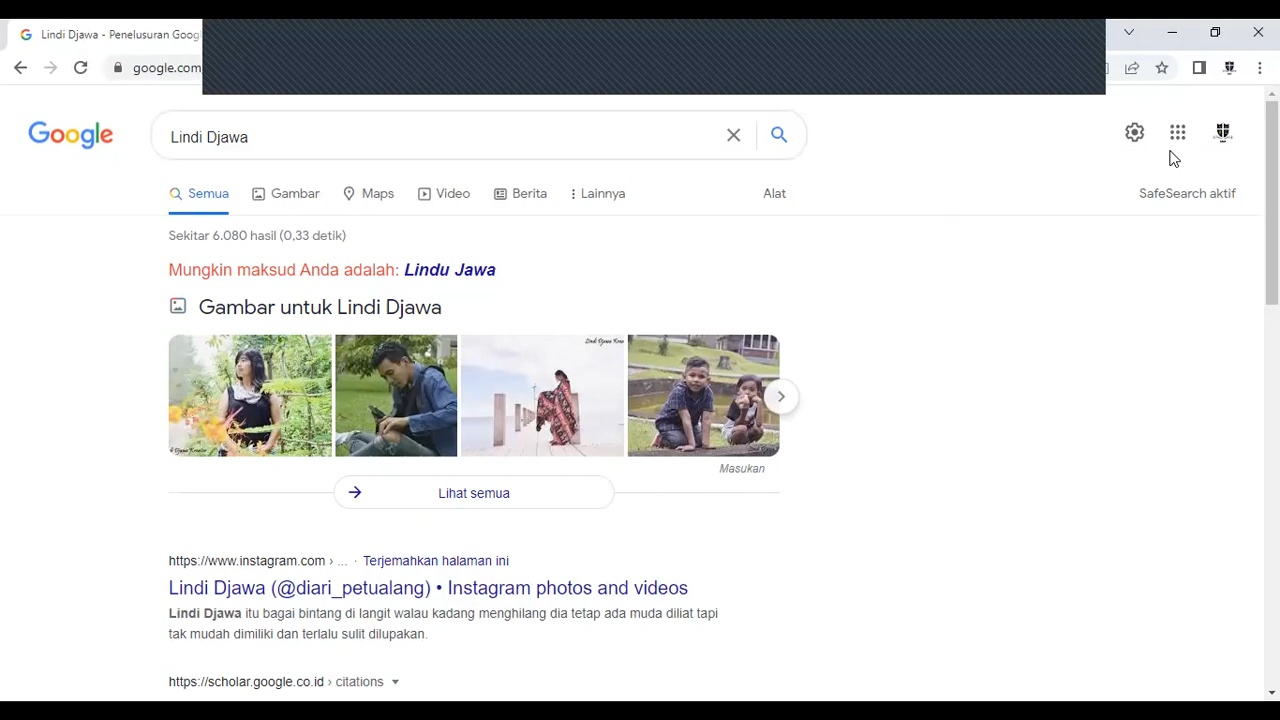 Lindi Djawa - Penelusuran Goog
google.com
Google
Lindi Djawa
Semua
Gambar
Maps
Video
Berita
Lainnya
Alat
SafeSearch aktif
Sekitar 6.080 hasil (0,33 detik)
Mungkin maksud Anda adalah: Lindu Jawa
Gambar untuk Lindi Djawa
Masukan
Lihat semua
https://www.instagram.com › ... · Terjemahkan halaman ini
Lindi Djawa (@diari_petualang) • Instagram photos and videos
Lindi Djawa itu bagai bintang di langit walau kadang menghilang dia tetap ada muda diliat tapi
tak mudah dimiliki dan terlalu sulit dilupakan.
https://scholar.google.co.id › citations